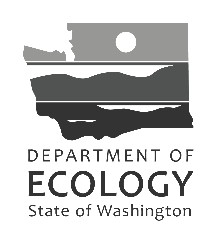 DEPARTMENT OF
ECOLOGY
State of Washington